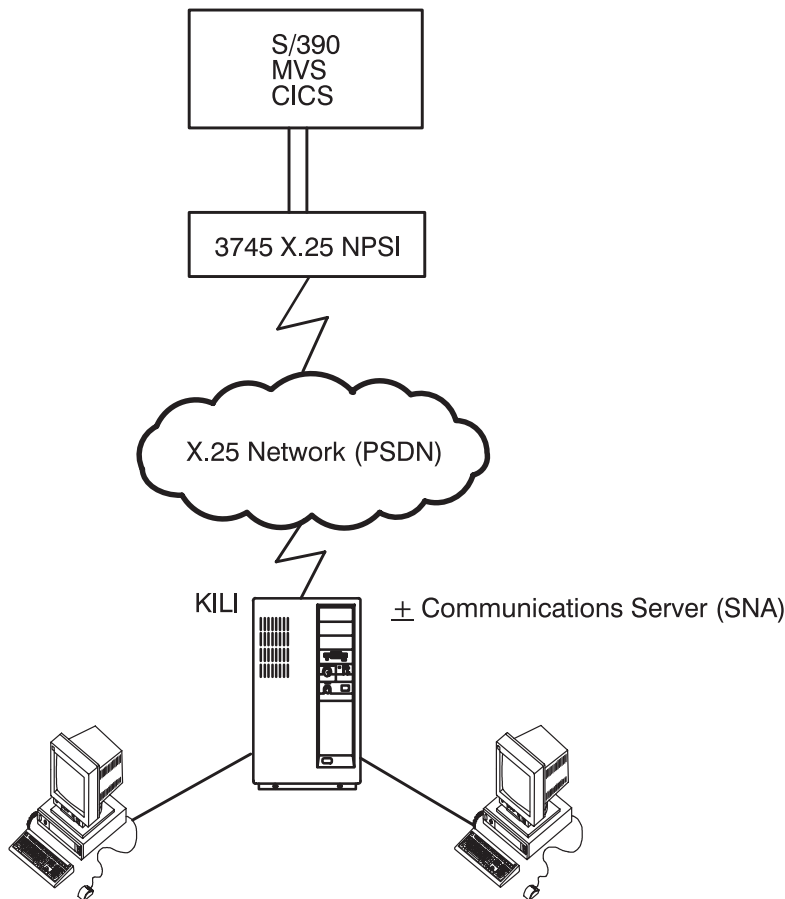 S/390
MVS
CICS
3745 X.25 NPSI
X.25 Network (PSDN)
KILI
± Communications Server (SNA)